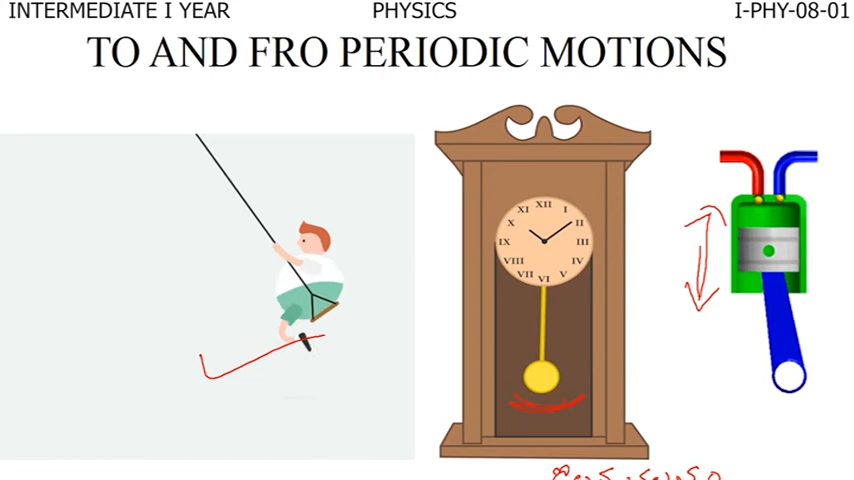 INTERMEDIATE I YEAR PHYSICS I-PHY-08-01
TO AND FRO PERIODIC MOTIONS
XII
XI I
X II
IX III
VIII IV
VII V
VI